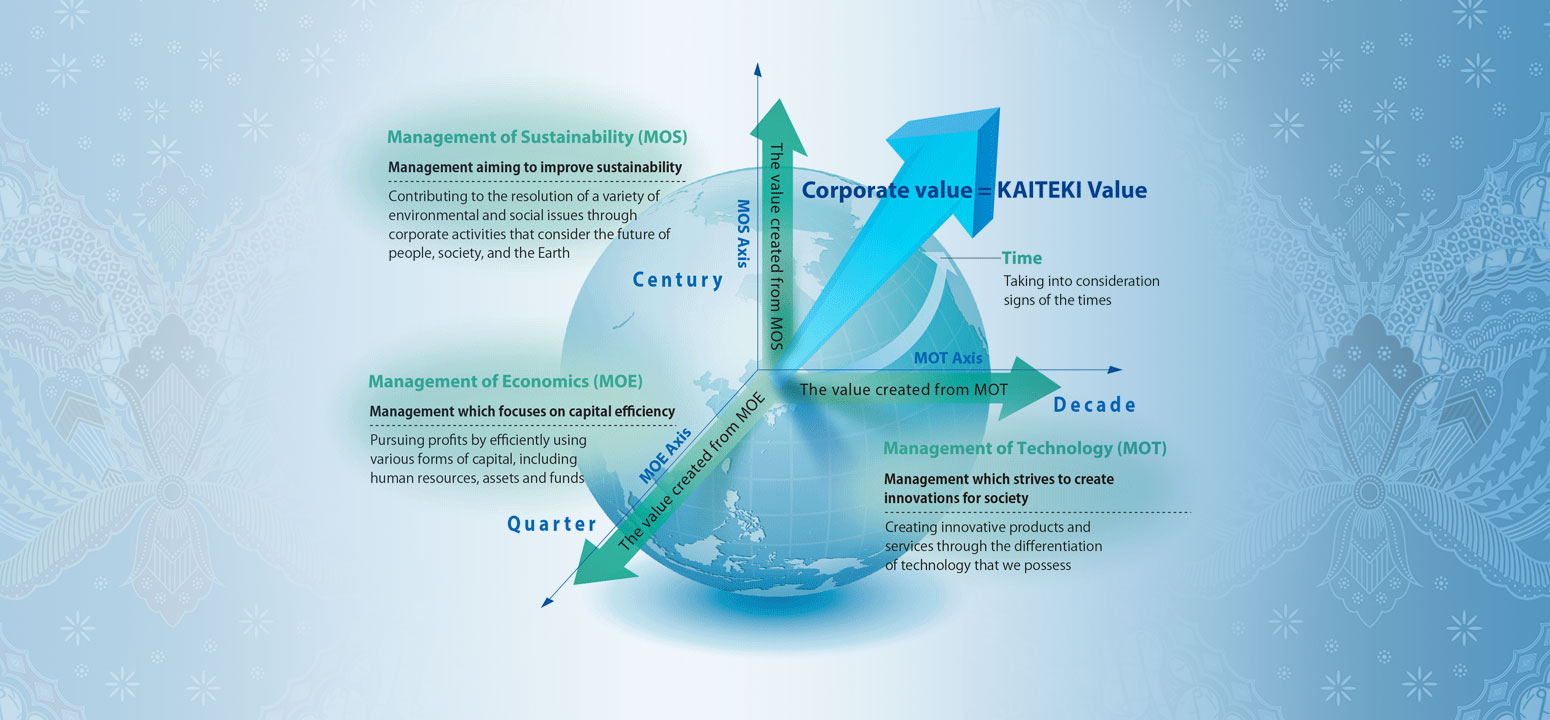 Management of Sustainability (MOS)
Management aiming to improve sustainability
Contributing to the resolution of a variety of
environmental and social issues through
corporate activities that consider the future of
people, society, and the Earth
Century
MOS Axis
The value created from MOS
Corporate value = KAITEKI Value
Time
Taking into consideration
signs of the times
MOT Axis
The value created from MOT
Decade
Management of Economics (MOE)
Management which focuses on capital efficiency
Pursuing profits by efficiently using
various forms of capital, including
human resources, assets and funds
MOE Axis
The value created from MOE
Quarter
Management of Technology (MOT)
Management which strives to create
innovations for society
Creating innovative products and
services through the differentiation
of technology that we possess